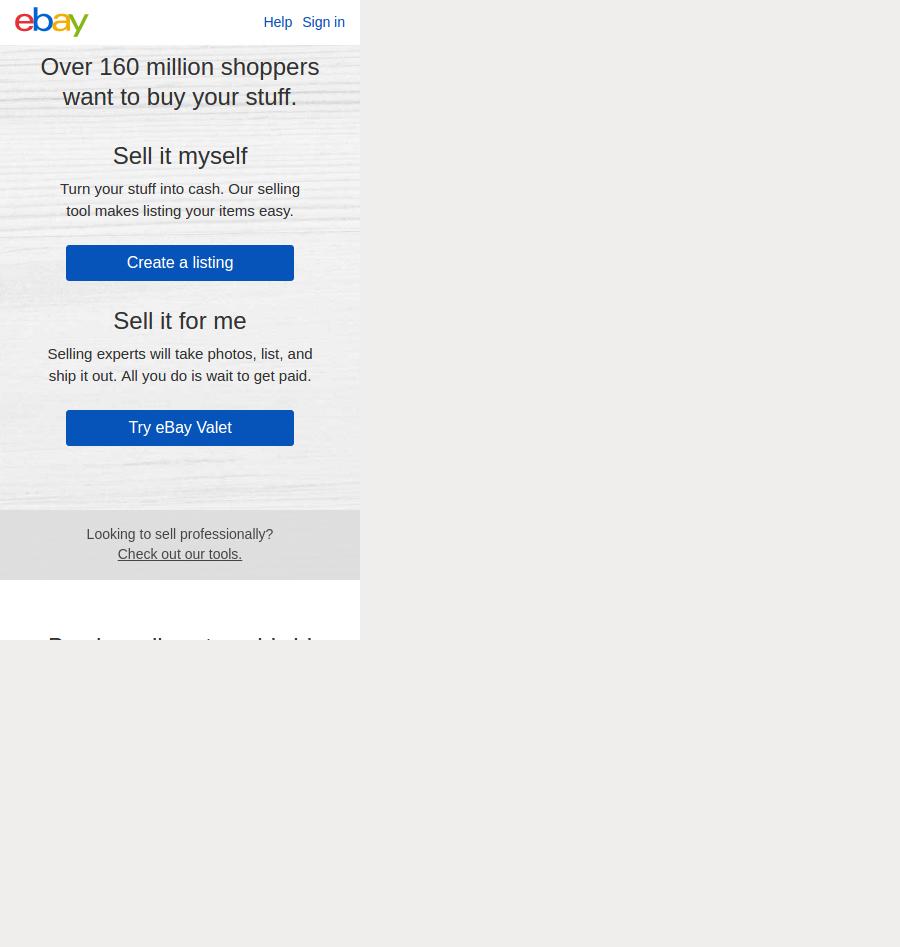 ebay
Help Sign in
Over 160 million shoppers
want to buy your stuff.
Sell it myself
Turn your stuff into cash. Our selling
tool makes listing your items easy.
Create a listing
Sell it for me
Selling experts will take photos, list, and
ship it out. All you do is wait to get paid.
Try eBay Valet
Looking to sell professionally?
Check out our tools.